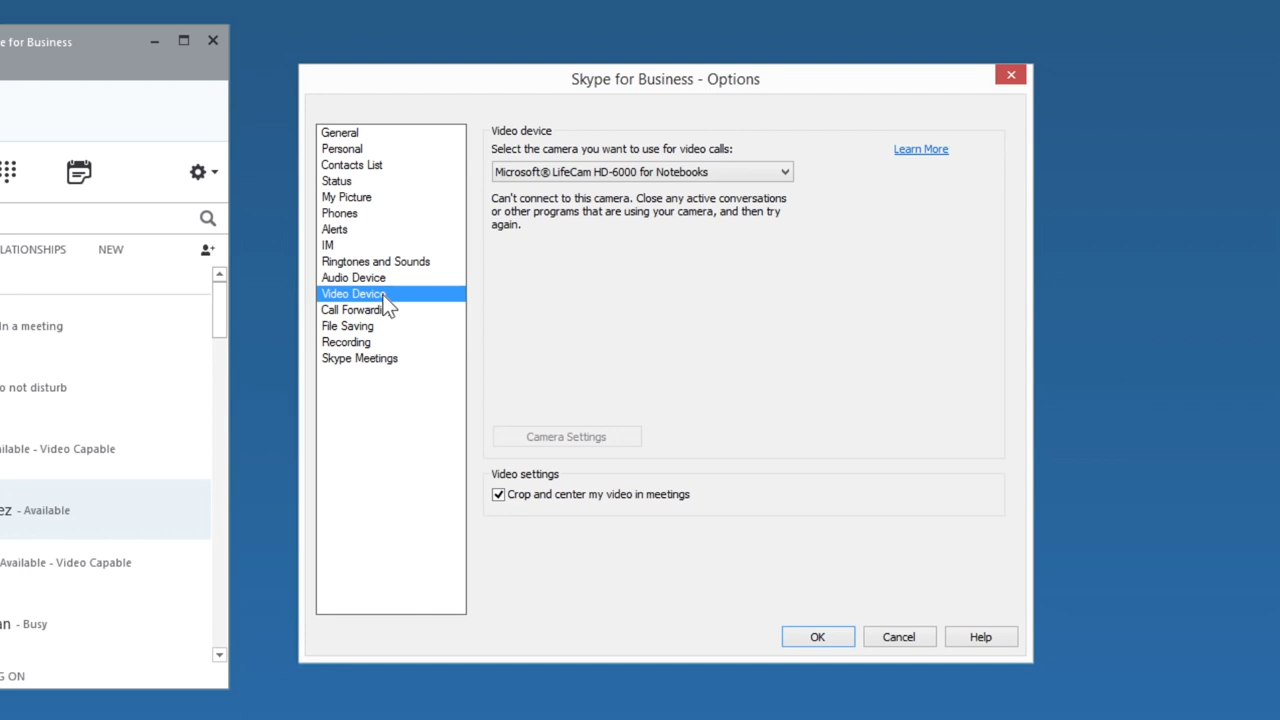 e for Business
LATIONSHIPS
NEW
In a meeting
o not disturb
ilable - Video Capable
ez - Available
Available - Video Capable
an - Busy
G ON
Skype for Business - Options
General
Personal
Contacts List
Status
My Picture
Phones
Alerts
IM
Ringtones and Sounds
Audio Device
Video Device
Call Forwardi
File Saving
Recording
Skype Meetings
Video device
Select the camera you want to use for video calls:
Learn More
Microsoft® LifeCam HD-6000 for Notebooks
Can't connect to this camera. Close any active conversations
or other programs that are using your camera, and then try
again.
Camera Settings
Video settings
Crop and center my video in meetings
OK
Cancel
Help